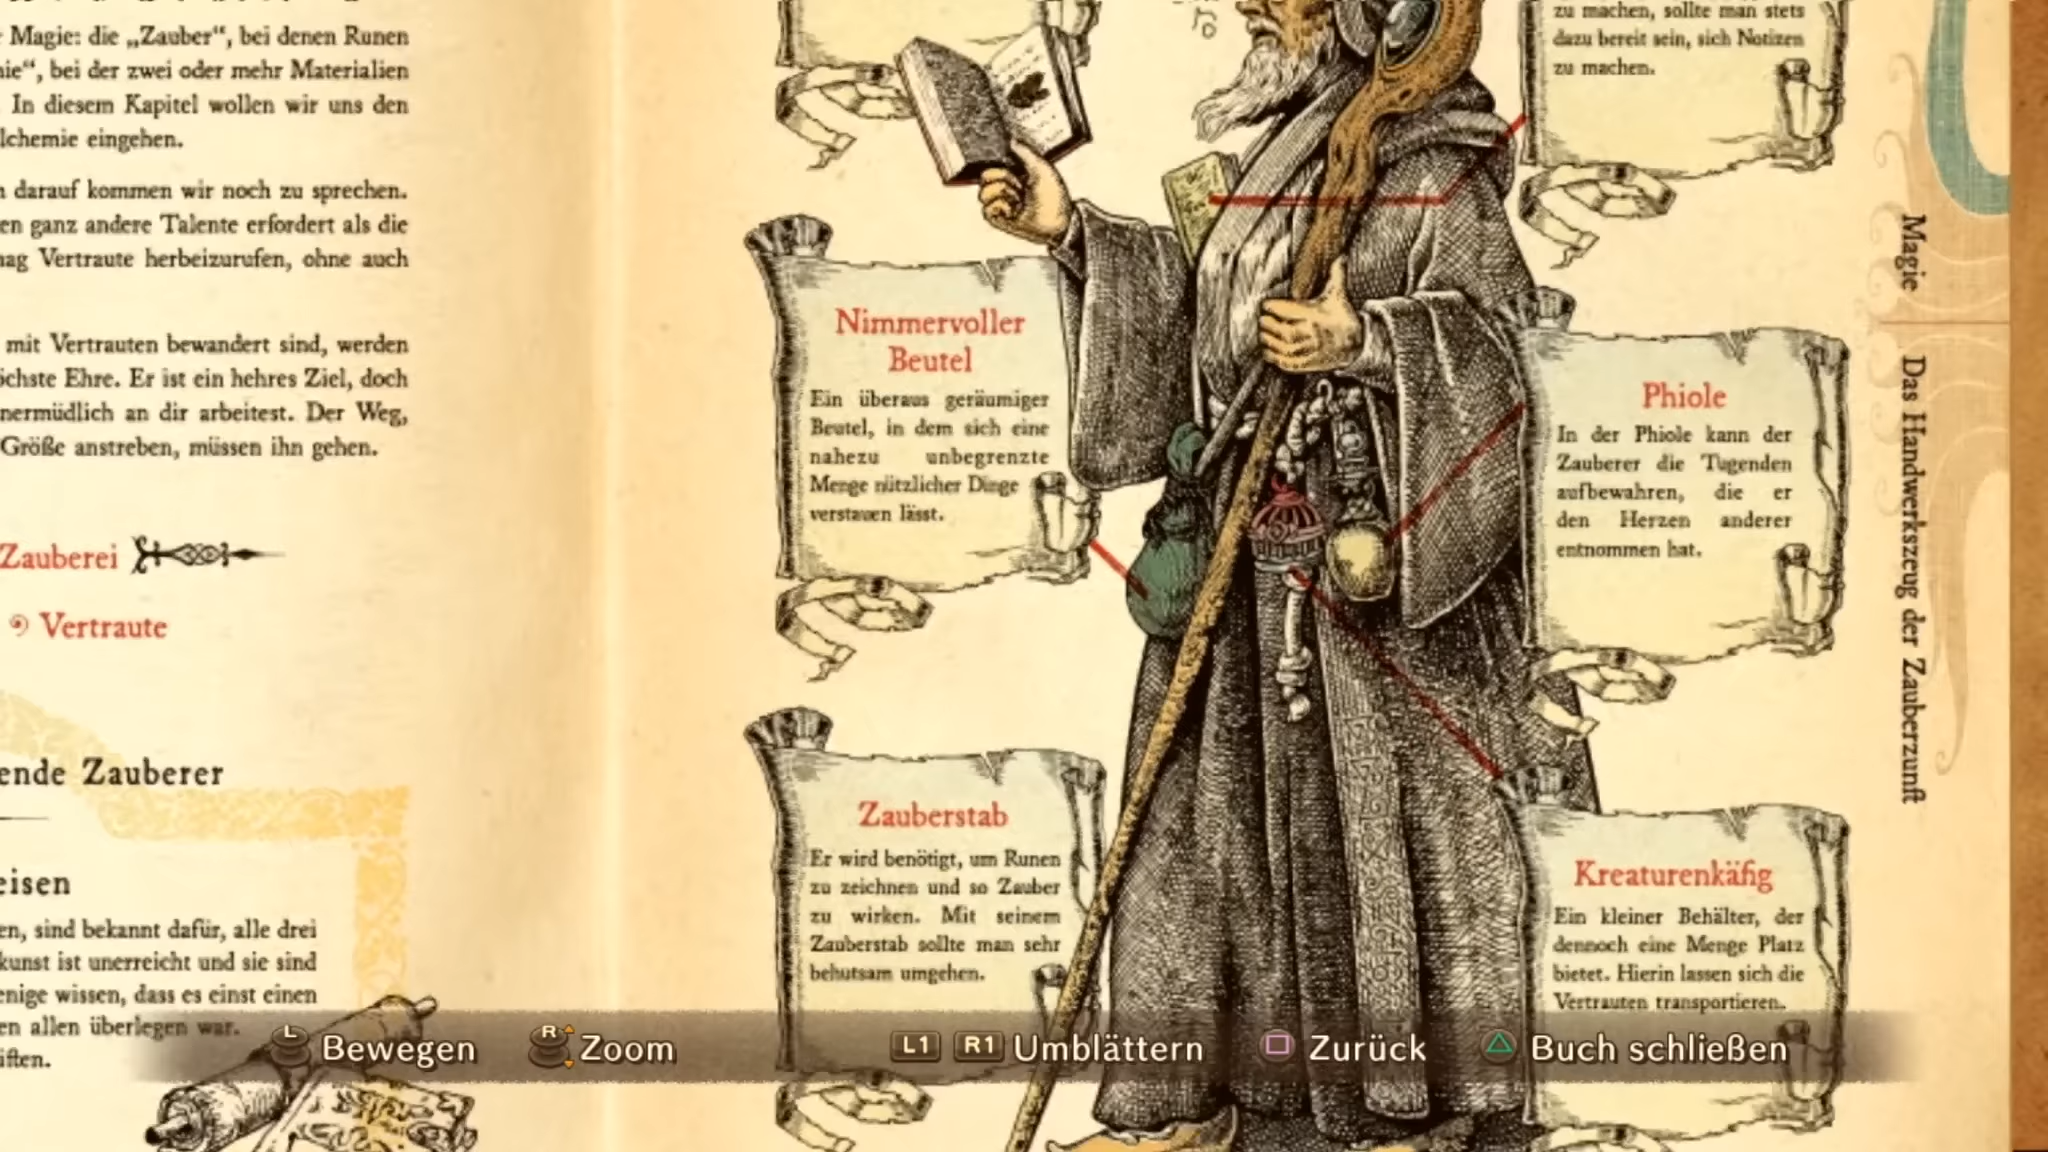 Magie: die „Zauber“, bei denen Runen
ie“, bei der zwei oder mehr Materialien
In diesem Kapitel wollen wir uns den
lchemie eingehen.
darauf kommen wir noch zu sprechen.
en ganz andere Talente erfordert als die
ag Vertraute herbeizurufen, ohne auch
mit Vertrauten bewandert sind, werden
öchste Ehre. Er ist ein hehres Ziel, doch
nermüdlich an dir arbeitest. Der Weg,
Größe anstreben, müssen ihn gehen.
Zauberei
Vertraute
ende Zauberer
eisen
en, sind bekannt dafür, alle drei
kunst ist unerreicht und sie sind
enige wissen, dass es einst einen
en allen überlegen war.
iften.
Nimmervoller
Beutel
Ein überaus geräumiger
Beutel, in dem sich eine
nahezu unbegrenzte
Menge nützlicher Dinge
verstauen lässt.
Zauberstab
Er wird benötigt, um Runen
zu zeichnen und so Zauber
zu wirken. Mit seinem
Zauberstab sollte man sehr
behutsam umgehen.
zu machen, sollte man stets
dazu bereit sein, sich Notizen
zu machen.
Phiole
In der Phiole kann der
Zauberer die Tugenden
aufbewahren, die er
den Herzen anderer
entnommen hat.
Kreaturenkäfig
Ein kleiner Behälter, der
dennoch eine Menge Platz
bietet. Hierin lassen sich die
Vertrauten transportieren.
Magie Das Handwerkszeug der Zauberzunft
L Bewegen R Zoom L1 R1 Umblättern Zurück Buch schließen